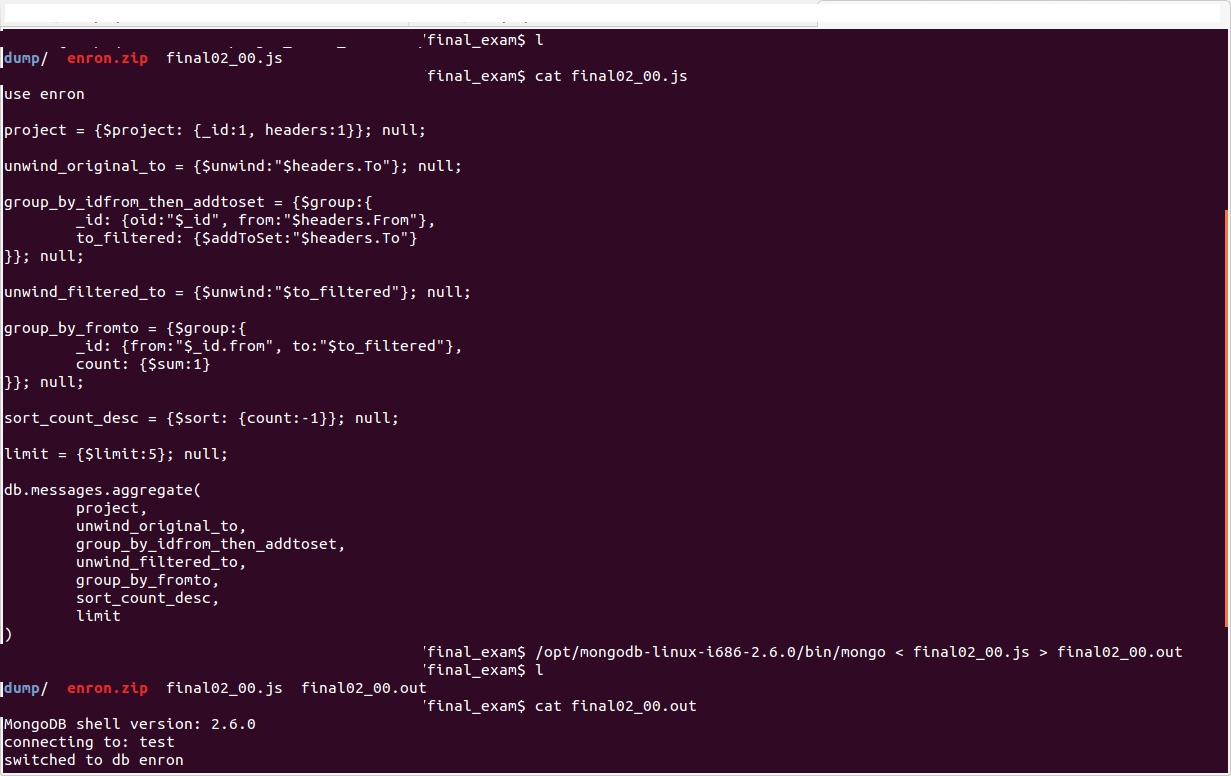 /final_exam$ l
dump/  enron.zip  final02_00.js
/final_exam$ cat final02_00.js
use enron
project = {$project: {_id:1, headers:1}}; null;
unwind_original_to = {$unwind:"$headers.To"}; null;
group_by_idfrom_then_addtoset = {$group:{
        _id: {oid:"$_id", from:"$headers.From"},
        to_filtered: {$addToSet:"$headers.To"}
}}; null;
unwind_filtered_to = {$unwind:"$to_filtered"}; null;
group_by_fromto = {$group:{
        _id: {from:"$_id.from", to:"$to_filtered"},
        count: {$sum:1}
}}; null;
sort_count_desc = {$sort: {count:-1}}; null;
limit = {$limit:5}; null;
db.messages.aggregate(
        project,
        unwind_original_to,
        group_by_idfrom_then_addtoset,
        unwind_filtered_to,
        group_by_fromto,
        sort_count_desc,
        limit
)
/final_exam$ /opt/mongodb-linux-i686-2.6.0/bin/mongo < final02_00.js > final02_00.out
/final_exam$ l
dump/  enron.zip  final02_00.js  final02_00.out
/final_exam$ cat final02_00.out
MongoDB shell version: 2.6.0
connecting to: test
switched to db enron